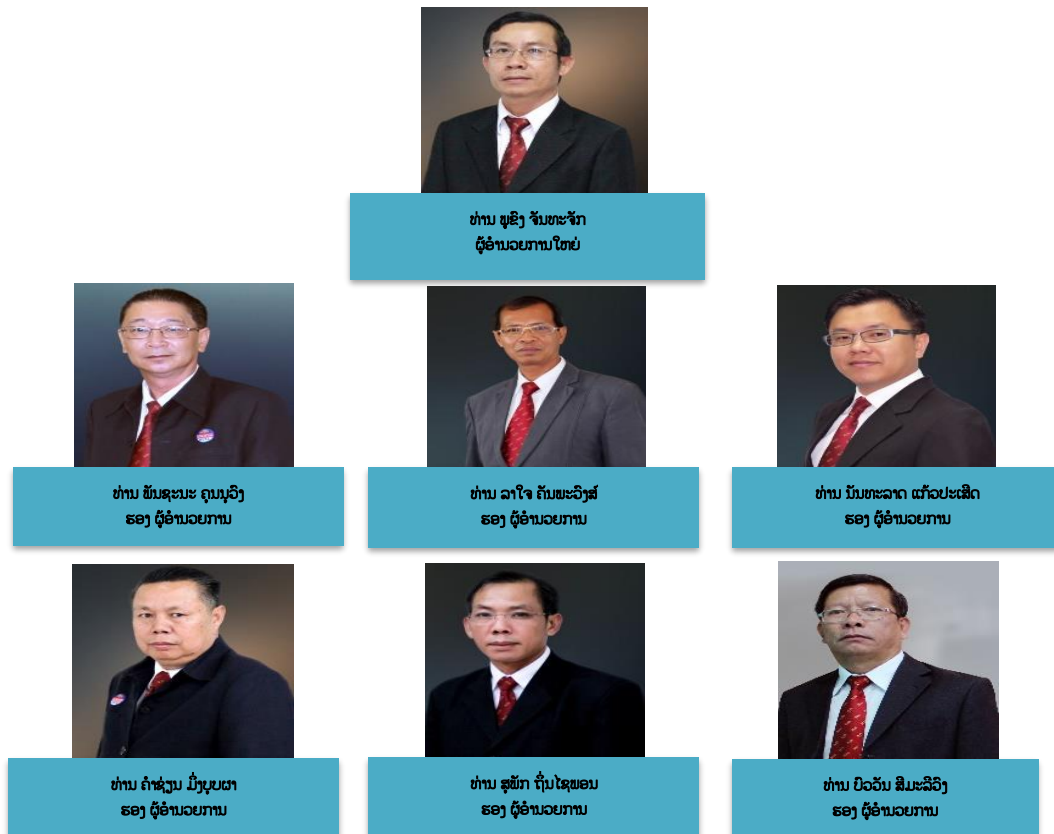 ທ່ານ ພູຂົງ ຈັນທະຈັກ
ຜູ້ອໍານວຍການໃຫຍ່
ທ່ານ ພັນຊະນະ ຄຸນນຸວົງ
ຮອງ ຜູ້ອໍານວຍການ
ທ່ານ ລາໃຈ ຄັນພະວົງສ໌
ຮອງ ຜູ້ອໍານວຍການ
ທ່ານ ນັນທະລາດ ແກ້ວປະເສີດ
ຮອງ ຜູ້ອໍານວຍການ
ທ່ານ ຄໍາຊ່ຽນ ມິ່ງບຸບຜາ
ຮອງ ຜູ້ອໍານວຍການ
ທ່ານ ສຸພັກ ຖິ່ນໄຊພອນ
ຮອງ ຜູ້ອໍານວຍການ
ທ່ານ ບົວວັນ ສີມະລີວົງ
ຮອງ ຜູ້ອໍານວຍການ